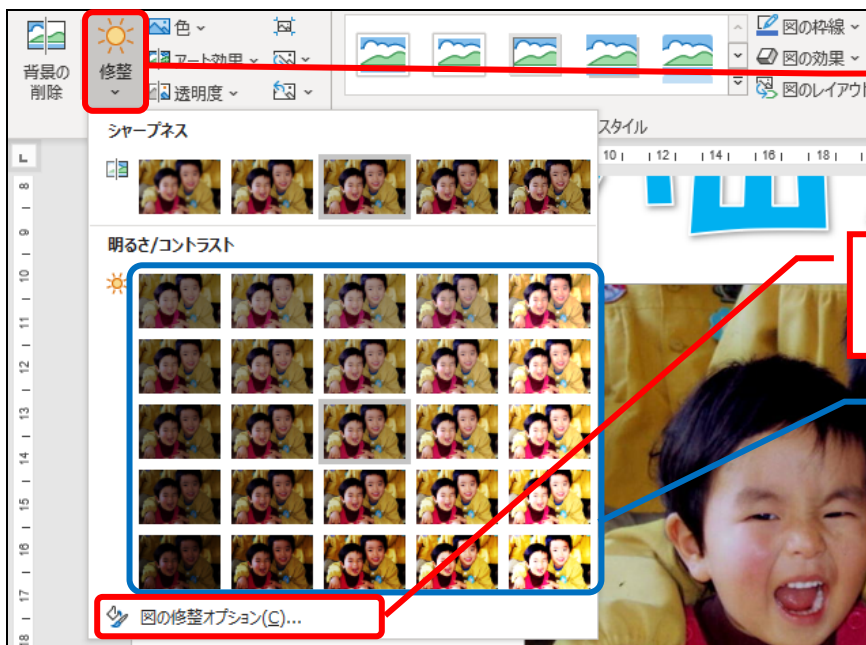 背景の
削除
修整
色
アート効果
透明度
図の枠線
図の効果
図のレイアウト
スタイル
シャープネス
明るさ/コントラスト
図の修整オプション(C)...
L
10 12 14 16 18
8
9
10
11
12
13
14
15
16
17
18